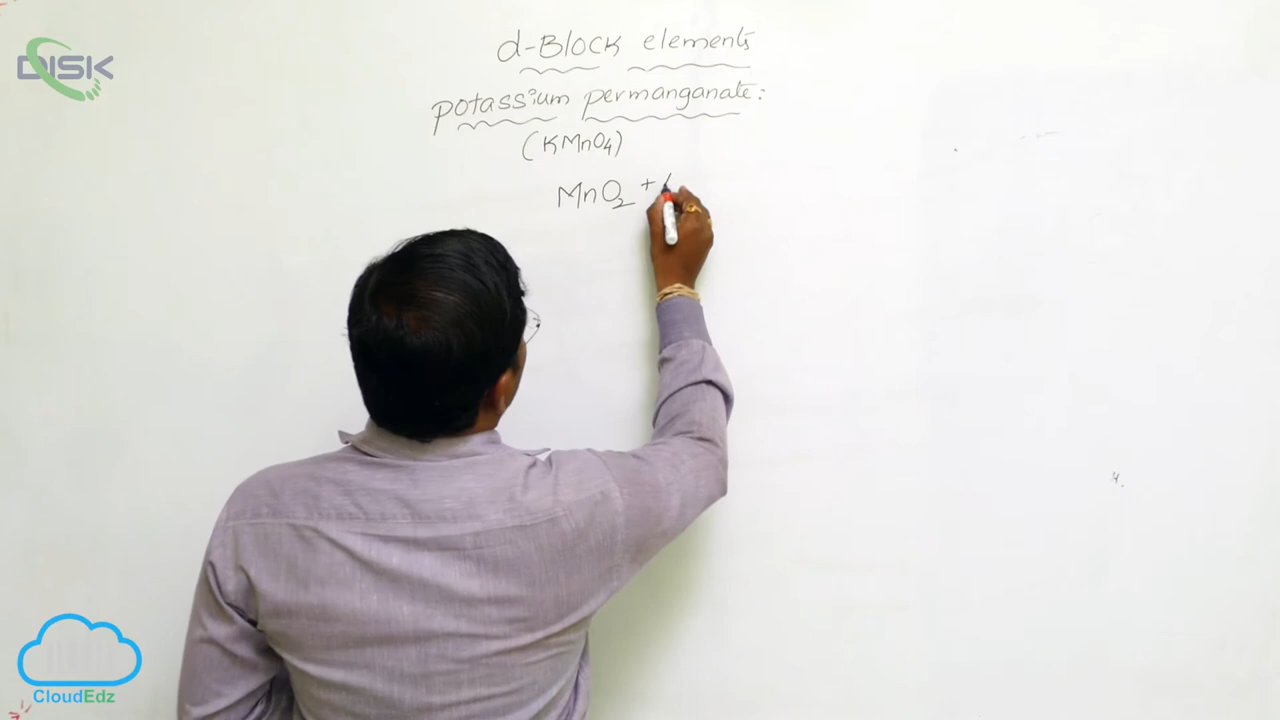 DISK
d-Block elements
potassium permanganate:
(KMnO4)
MnO2 +
CloudEdz